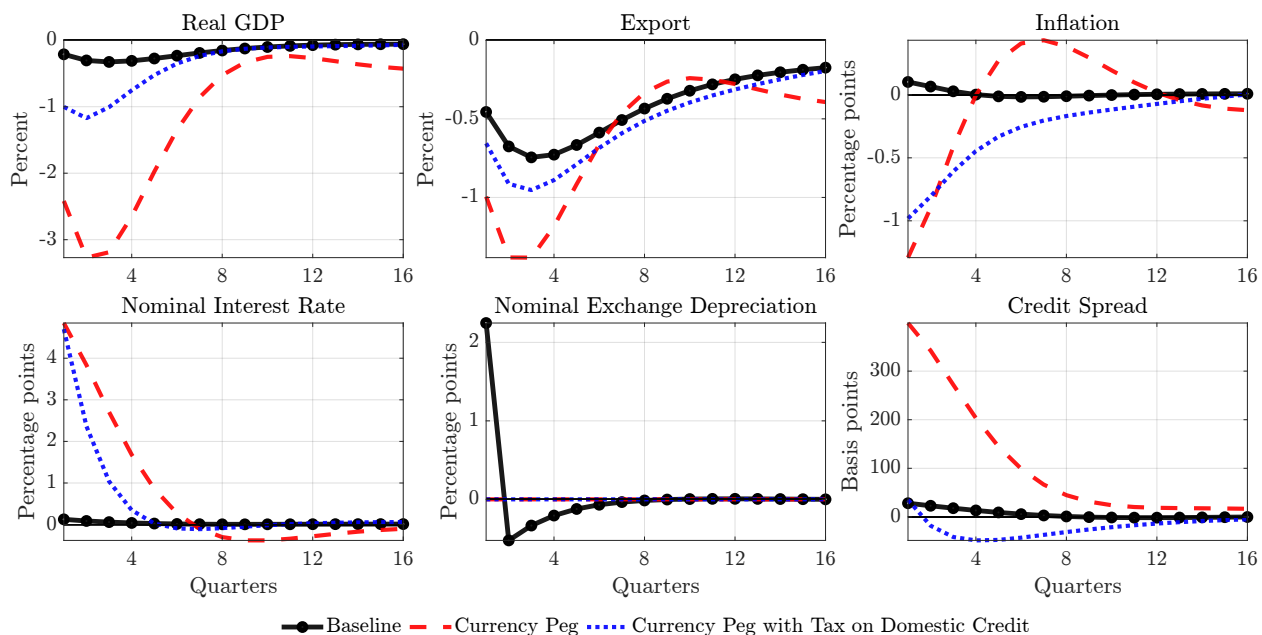 Real GDP
Export
Inflation
Percent
0
-1
-2
-3
4
8
12
16
Percent
0
-0.5
-1
4
8
12
16
Percentage points
0
-0.5
-1
4
8
12
16
Nominal Interest Rate
Nominal Exchange Depreciation
Credit Spread
Percentage points
4
3
2
1
0
4
8
12
16
Quarters
Percentage points
2
1
0
4
8
12
16
Quarters
Basis points
300
200
100
0
4
8
12
16
Quarters
Baseline
Currency Peg
Currency Peg with Tax on Domestic Credit